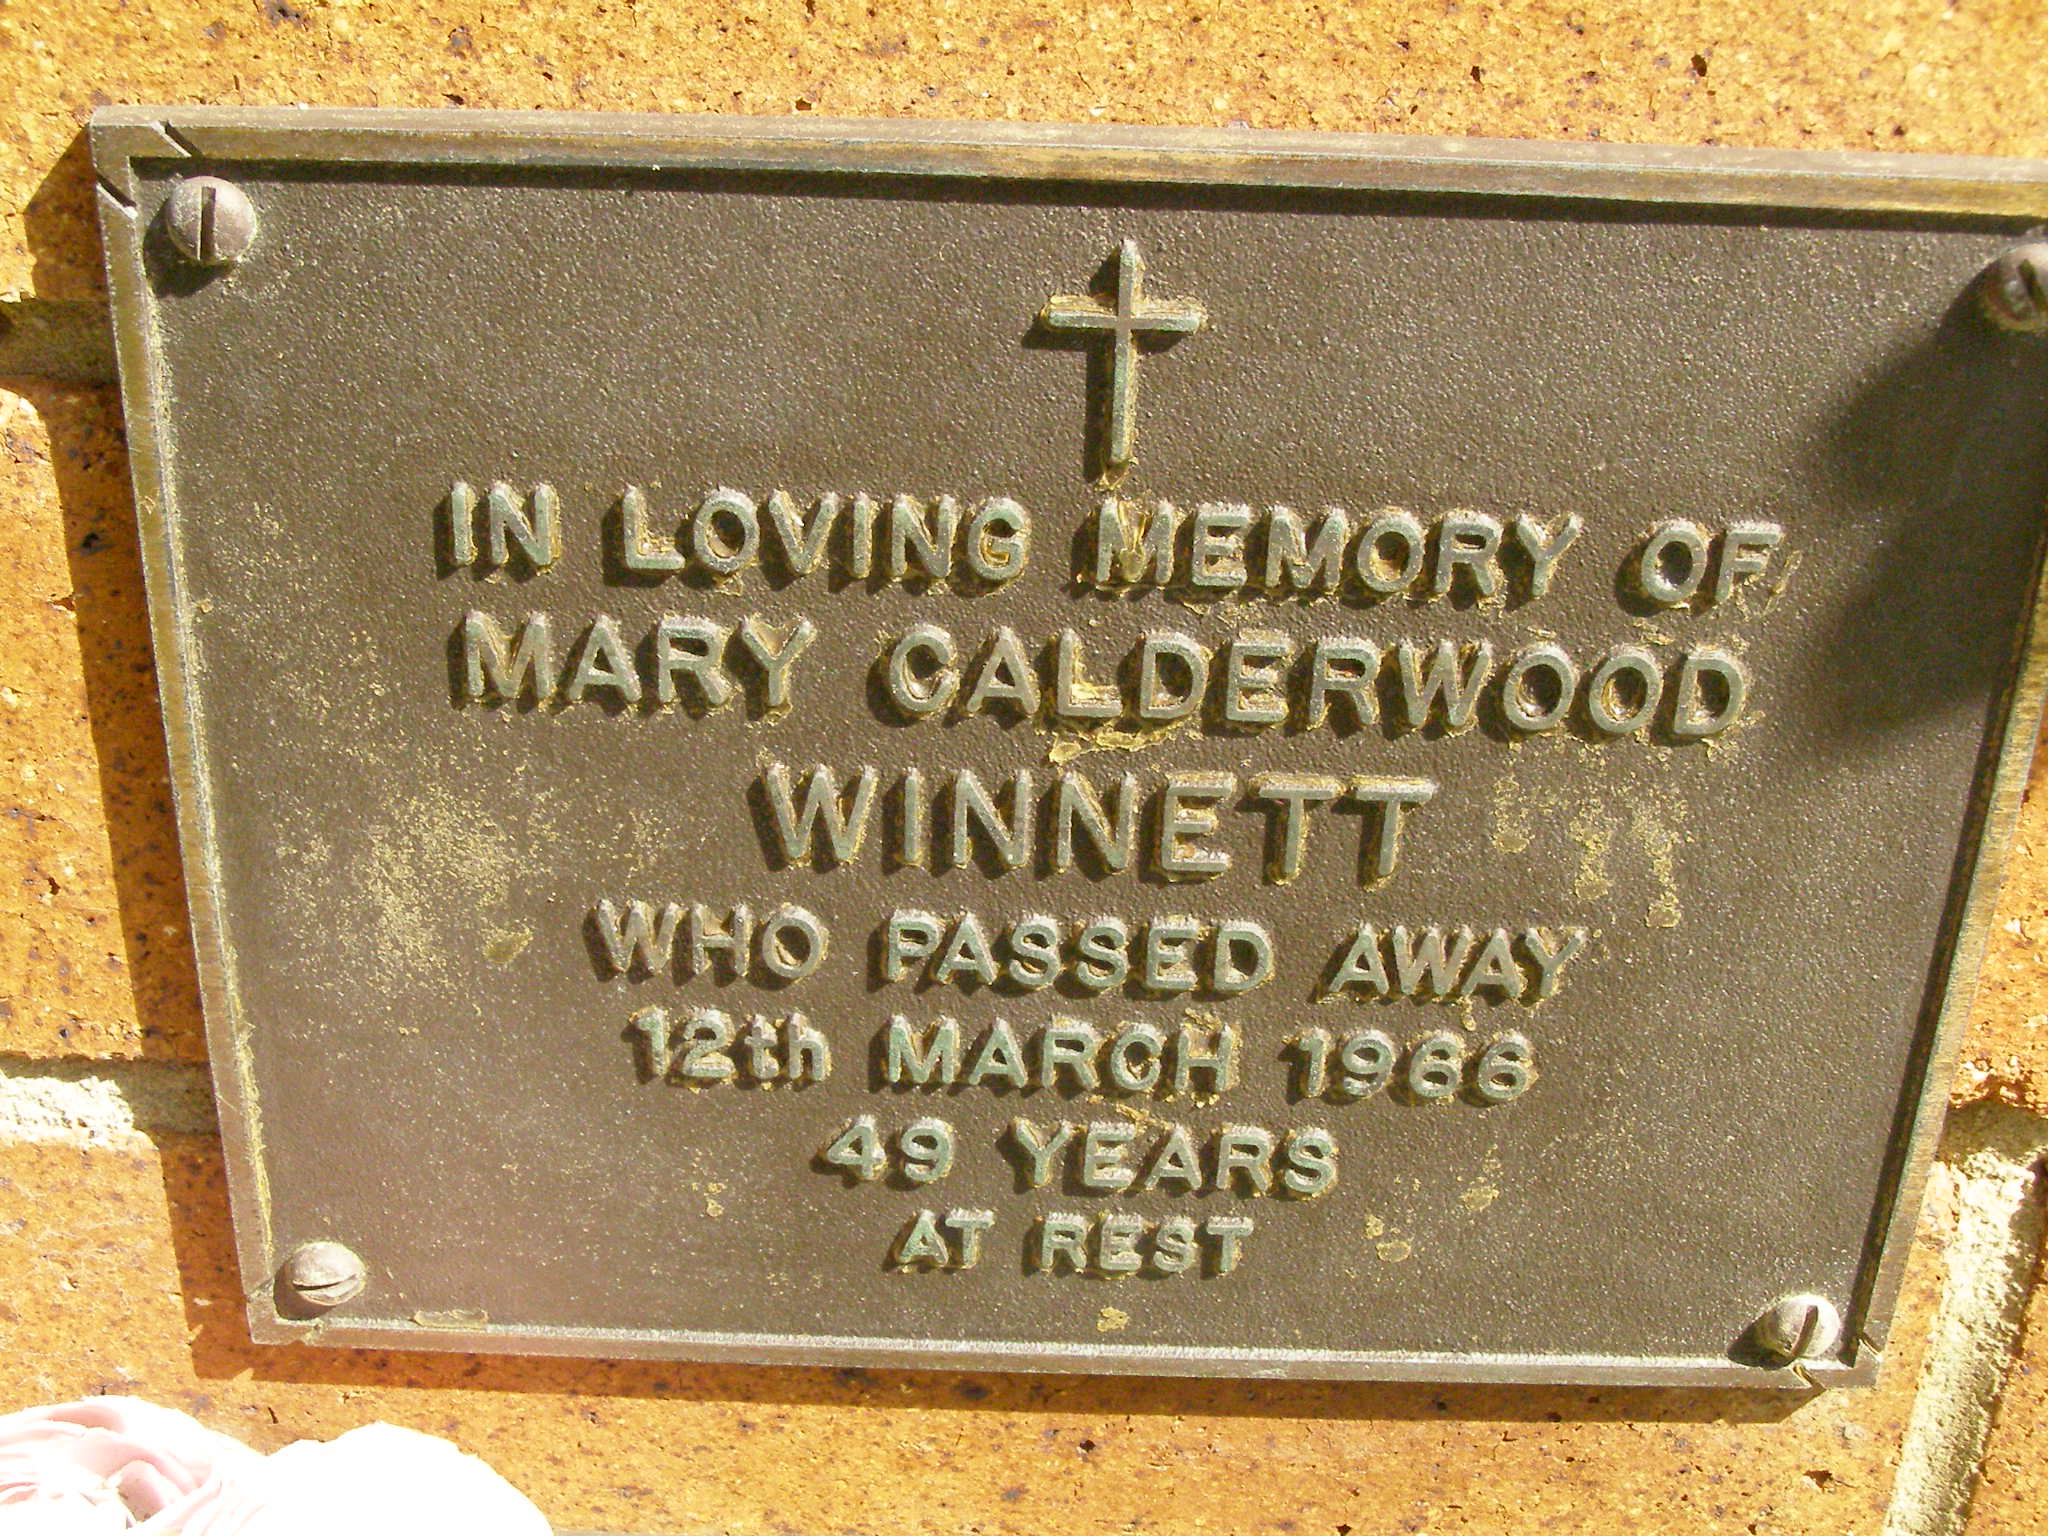 IN LOVING MEMORY OF
MARY CALDERWOOD
WINNETT
WHO PASSED AWAY
12th MARCH 1966
49 YEARS
AT REST